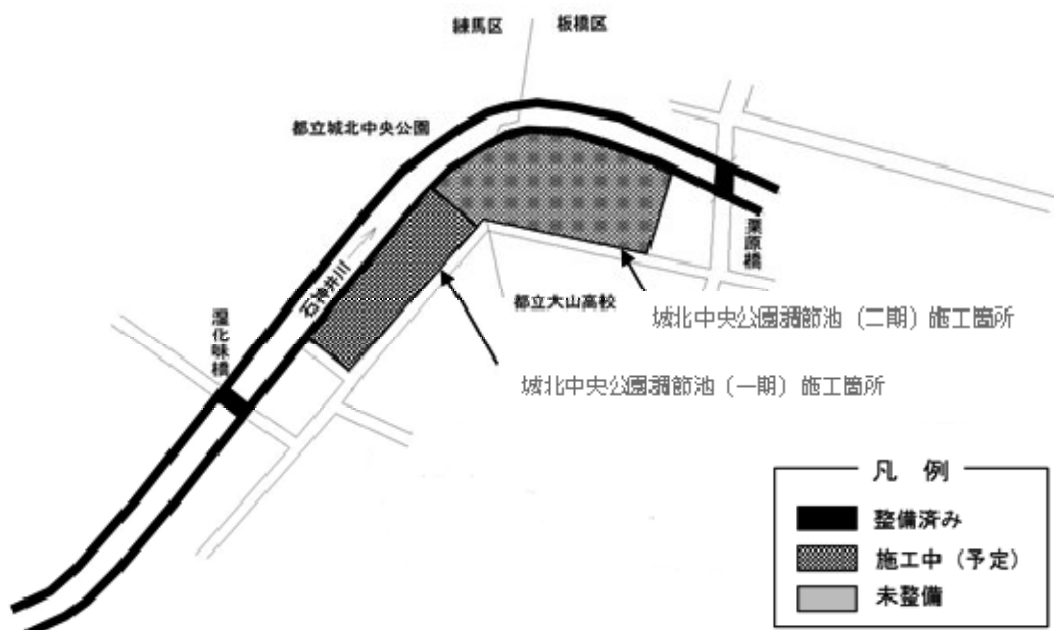 練馬区
板橋区
都立城北中央公園
石神井川
湿化味橋
栗原橋
都立大山高校
城北中央公園調節池（二期）施工箇所
城北中央公園調節池（一期）施工箇所
凡例
整備済み
施工中（予定）
未整備